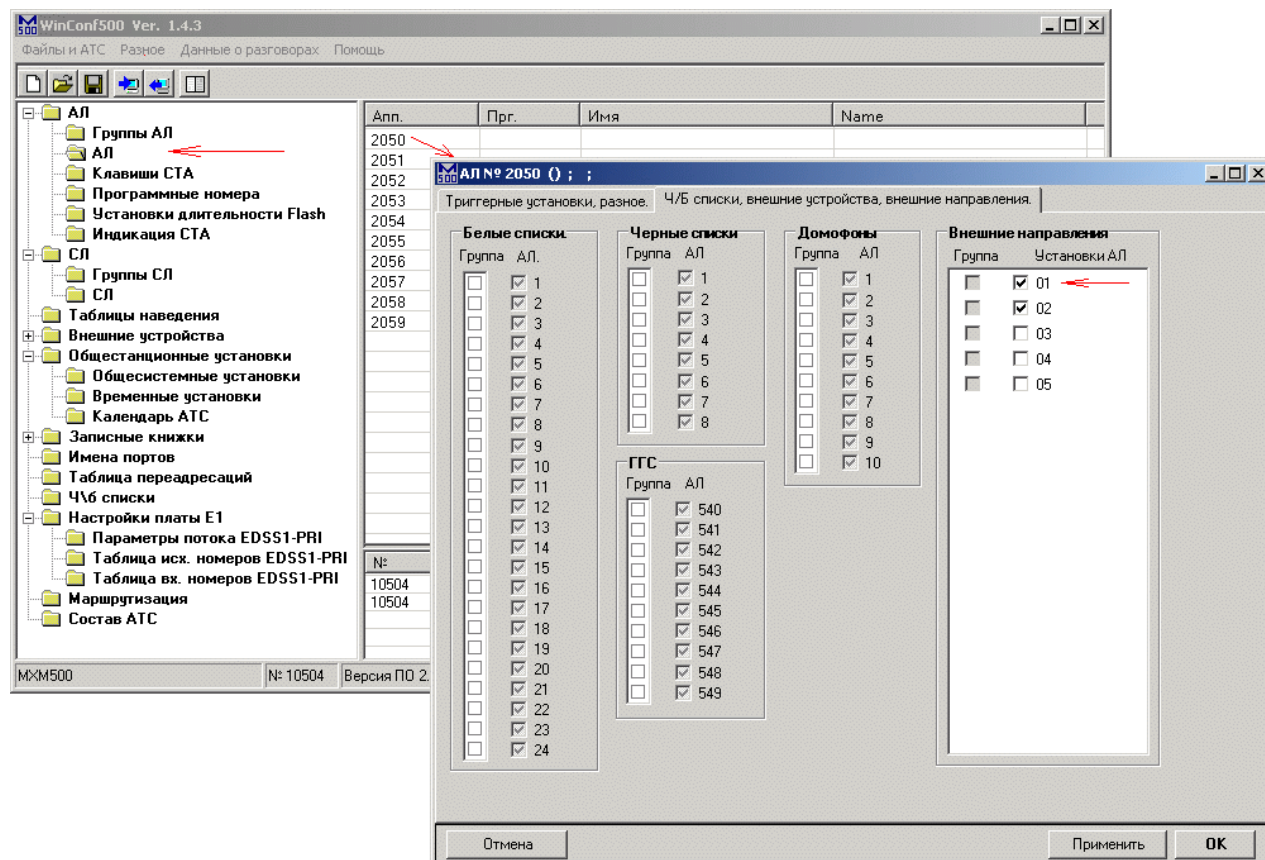 M 500 WinConf500 Ver. 1.4.3
Файлы и АТС Разное Данные о разговорах Помощь
АЛ
Группы АЛ
АЛ
Клавиши СТА
Программные номера
Установки длительности Flash
Индикация СТА
СЛ
Группы СЛ
СЛ
Таблицы наведения
Внешние устройства
Общестанционные установки
Общесистемные установки
Временные установки
Календарь АТС
Записные книжки
Имена портов
Таблица переадресаций
Ч\б списки
Настройки платы E1
Параметры потока EDSS1-PRI
Таблица исх. номеров EDSS1-PRI
Таблица вх. номеров EDSS1-PRI
Маршрутизация
Состав АТС
Апп. Прг. Имя Name
2050
2051
2052
2053
2054
2055
2056
2057
2058
2059
№
10504
10504
MXM500 № 10504 Версия ПО 2.
M 500 АЛ № 2050 () ; ;
Триггерные установки, разное. Ч/Б списки, внешние устройства, внешние направления.
Белые списки.
Группа АЛ.
1
2
3
4
5
6
7
8
9
10
11
12
13
14
15
16
17
18
19
20
21
22
23
24
Черные списки
Группа АЛ
1
2
3
4
5
6
7
8
ГГС
Группа АЛ
540
541
542
543
544
545
546
547
548
549
Домофоны
Группа АЛ
1
2
3
4
5
6
7
8
9
10
Внешние направления
Группа Установки АЛ
01
02
03
04
05
Отмена Применить OK